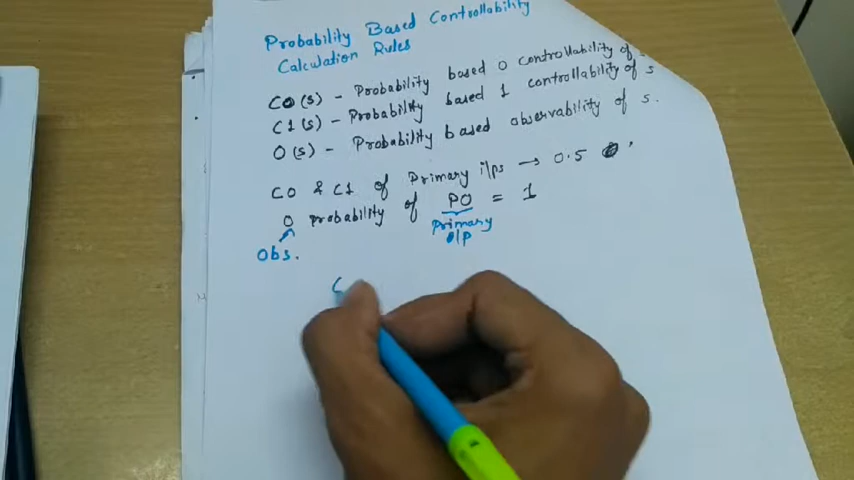 Probability Based Controllability
Calculation Rules
C0(s) - Probability based 0 controllability of
C1(s) - Probability based 1 controllability of s
O(s) - Probability based observability of s.
C0 & C1 of Primary i/ps → 0.5
O Probability of PO = 1
Obs.
Primary
O/P
C